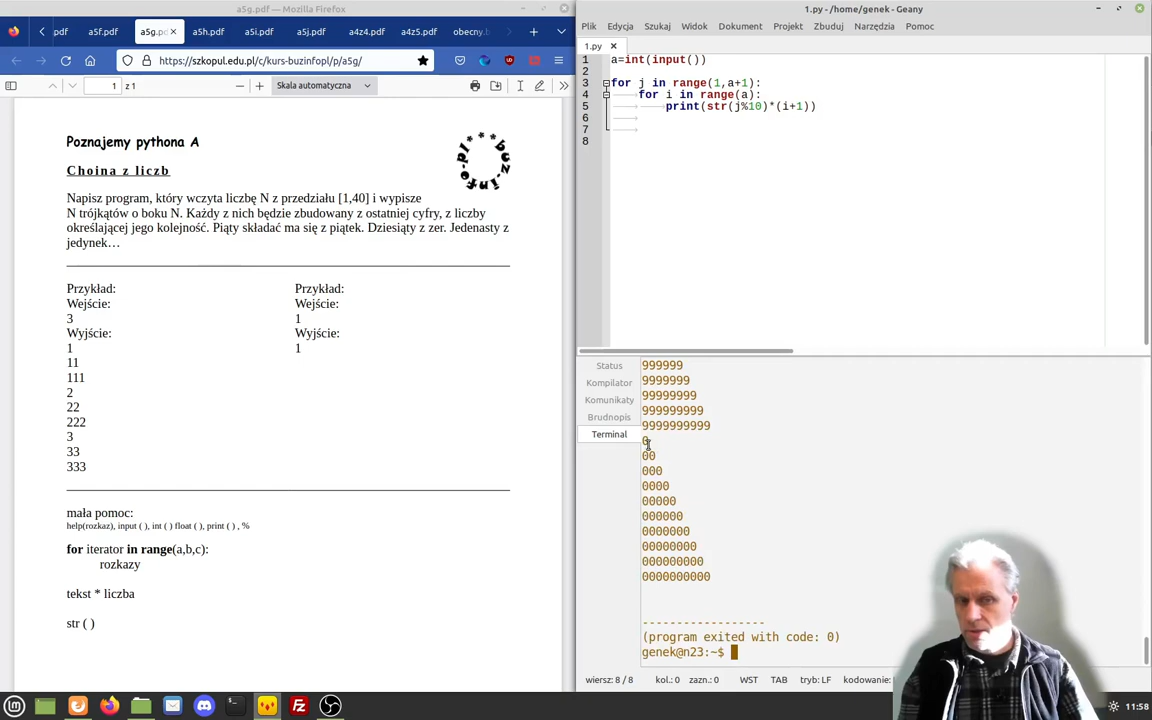 a5g.pdf — Mozilla Firefox
.pdf
a5f.pdf
a5g.p
a5h.pdf
a5i.pdf
a5j.pdf
a4z4.pdf
a4z5.pdf
obecny.
https://szkopul.edu.pl/c/kurs-buzinfopl/p/a5g/
1
z 1
Skala automatyczna
Poznajemy pythona A
***buz-info-pl
Choina z liczb
Napisz program, który wczyta liczbę N z przedziału [1,40] i wypisze
N trójkątów o boku N. Każdy z nich będzie zbudowany z ostatniej cyfry, z liczby
określającej jego kolejność. Piąty składać ma się z piątek. Dziesiąty z zer. Jedenasty z
jedynek…
Przykład:
Wejście:
3
Wyjście:
1
11
111
2
22
222
3
33
333
Przykład:
Wejście:
1
Wyjście:
1
mała pomoc:
help(rozkaz), input ( ), int ( ) float ( ), print ( ) , %
for iterator in range(a,b,c):
rozkazy
tekst * liczba
str ( )
1.py - /home/genek - Geany
Plik Edycja Szukaj Widok Dokument Projekt Zbuduj Narzędzia Pomoc
1.py
1 a=int(input())
2
3 for j in range(1,a+1):
4 for i in range(a):
5 print(str(j%10)*(i+1))
6
7
8
Status
Kompilator
Komunikaty
Brudnopis
Terminal
999999
9999999
99999999
999999999
9999999999
0
00
000
0000
00000
000000
0000000
00000000
000000000
0000000000
------------------
(program exited with code: 0)
genek@n23:~$
wiersz: 8 / 8 kol.: 0 zazn.: 0 WST TAB tryb: LF kodowanie:
11:58